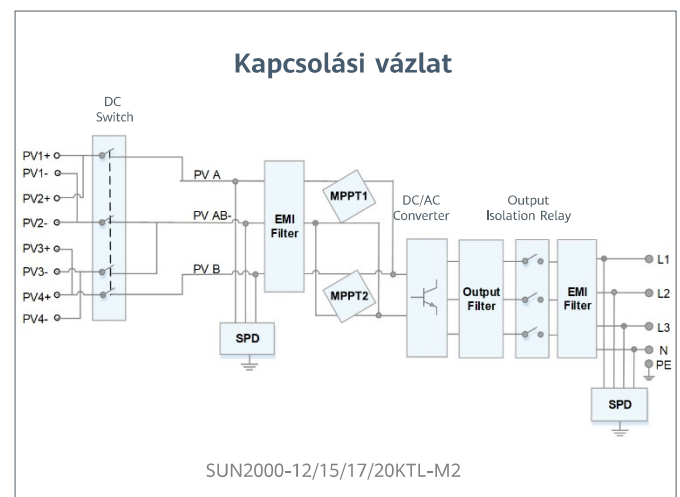 Kapcsolási vázlat
DC
Switch
PV1+
PV1-
PV2+
PV2-
PV3+
PV3-
PV4+
PV4-
PV A
PV AB-
PV B
EMI
Filter
SPD
MPPT1
MPPT2
DC/AC
Converter
Output
Filter
Output
Isolation Relay
EMI
Filter
L1
L2
L3
N
PE
SPD
SUN2000-12/15/17/20KTL-M2